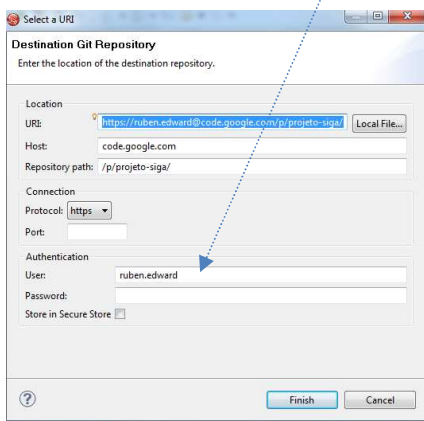 Select a URI
Destination Git Repository
Enter the location of the destination repository.
Location
URI: https://ruben.edward@code.google.com/p/projeto-siga/ Local File...
Host: code.google.com
Repository path: /p/projeto-siga/
Connection
Protocol: https
Port:
Authentication
User: ruben.edward
Password:
Store in Secure Store
Finish Cancel